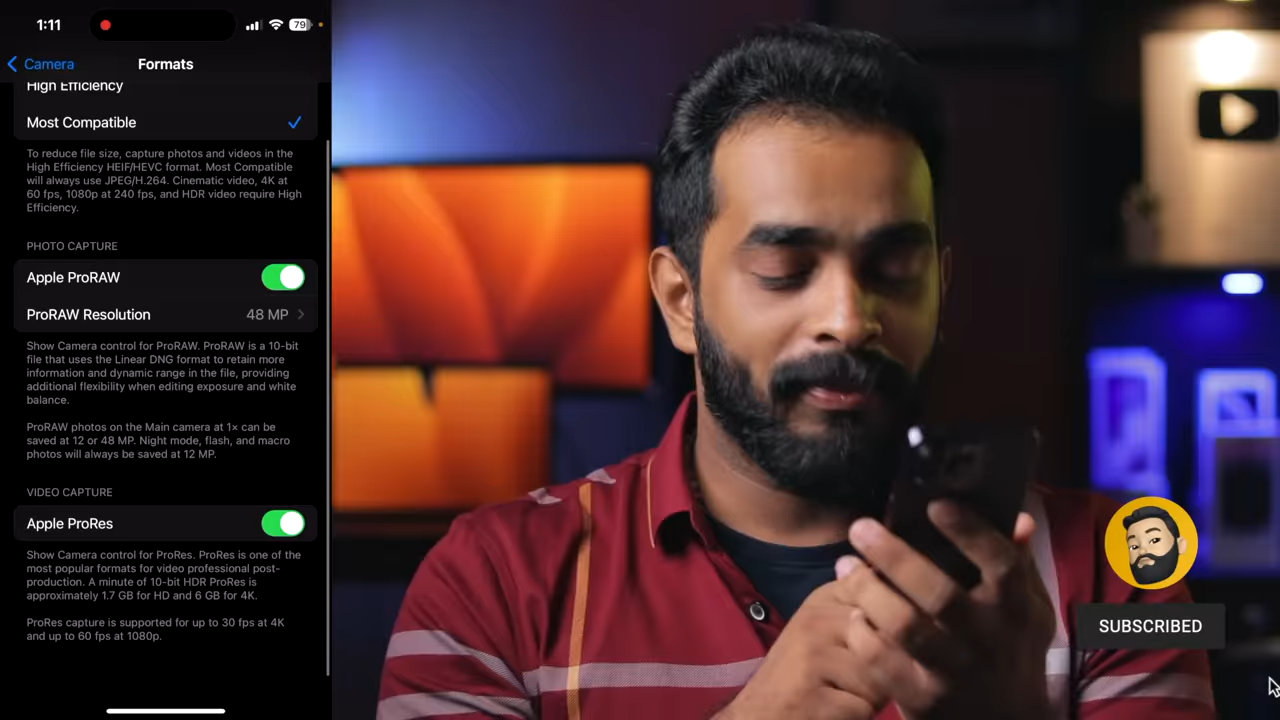 1:11
79
Camera
Formats
High Efficiency
Most Compatible
To reduce file size, capture photos and videos in the
High Efficiency HEIF/HEVC format. Most Compatible
will always use JPEG/H.264. Cinematic video, 4K at
60 fps, 1080p at 240 fps, and HDR video require High
Efficiency.
PHOTO CAPTURE
Apple ProRAW
ProRAW Resolution 48 MP
Show Camera control for ProRAW. ProRAW is a 10-bit
file that uses the Linear DNG format to retain more
information and dynamic range in the file, providing
additional flexibility when editing exposure and white
balance.
ProRAW photos on the Main camera at 1× can be
saved at 12 or 48 MP. Night mode, flash, and macro
photos will always be saved at 12 MP.
VIDEO CAPTURE
Apple ProRes
Show Camera control for ProRes. ProRes is one of the
most popular formats for video professional post-
production. A minute of 10-bit HDR ProRes is
approximately 1.7 GB for HD and 6 GB for 4K.
ProRes capture is supported for up to 30 fps at 4K
and up to 60 fps at 1080p.
SUBSCRIBED